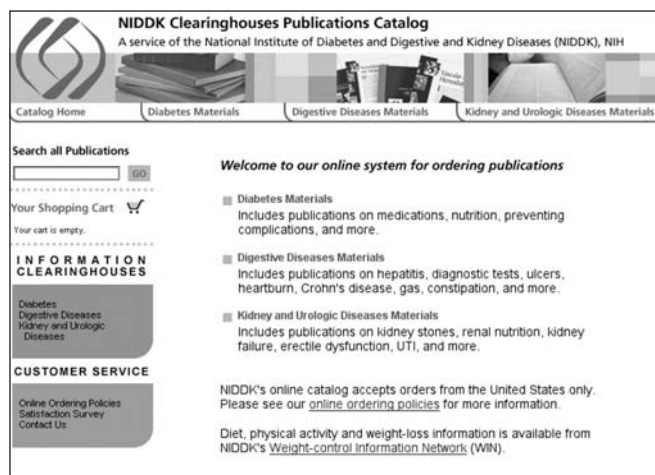 NIDDK Clearinghouses Publications Catalog
A service of the National Institute of Diabetes and Digestive and Kidney Diseases (NIDDK), NIH
Catalog Home
Diabetes Materials
Digestive Diseases Materials
Kidney and Urologic Diseases Materials
Search all Publications
GO
Your Shopping Cart
Your cart is empty.
INFORMATION
CLEARINGHOUSES
Diabetes
Digestive Diseases
Kidney and Urologic
Diseases
CUSTOMER SERVICE
Online Ordering Policies
Satisfaction Survey
Contact Us
Welcome to our online system for ordering publications
Diabetes Materials
Includes publications on medications, nutrition, preventing
complications, and more.
Digestive Diseases Materials
Includes publications on hepatitis, diagnostic tests, ulcers,
heartburn, Crohn's disease, gas, constipation, and more.
Kidney and Urologic Diseases Materials
Includes publications on kidney stones, renal nutrition, kidney
failure, erectile dysfunction, UTI, and more.
NIDDK's online catalog accepts orders from the United States only.
Please see our online ordering policies for more information.
Diet, physical activity and weight-loss information is available from
NIDDK's Weight-control Information Network (WIN).